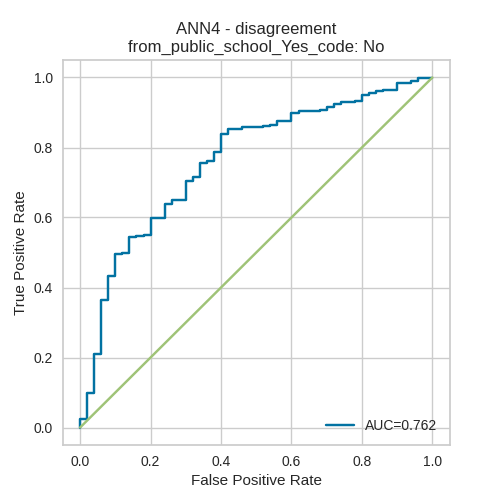 ANN4 - disagreement
from_public_school_Yes_code: No
True Positive Rate
1.0
0.8
0.6
0.4
0.2
0.0
AUC=0.762
0.0 0.2 0.4 0.6 0.8 1.0
False Positive Rate